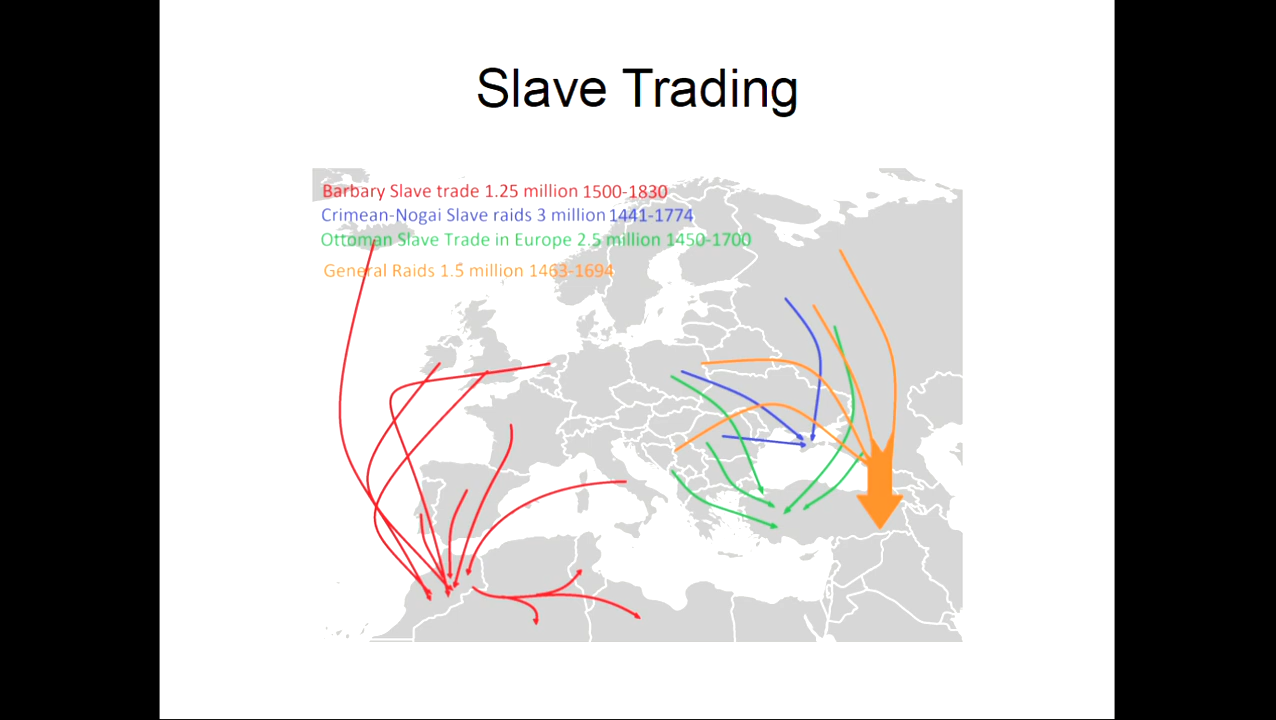 Slave Trading
Barbary Slave trade 1.25 million 1500-1830
Crimean-Nogai Slave raids 3 million 1441-1774
Ottoman Slave Trade in Europe 2.5 million 1450-1700
General Raids 1.5 million 1463-1694